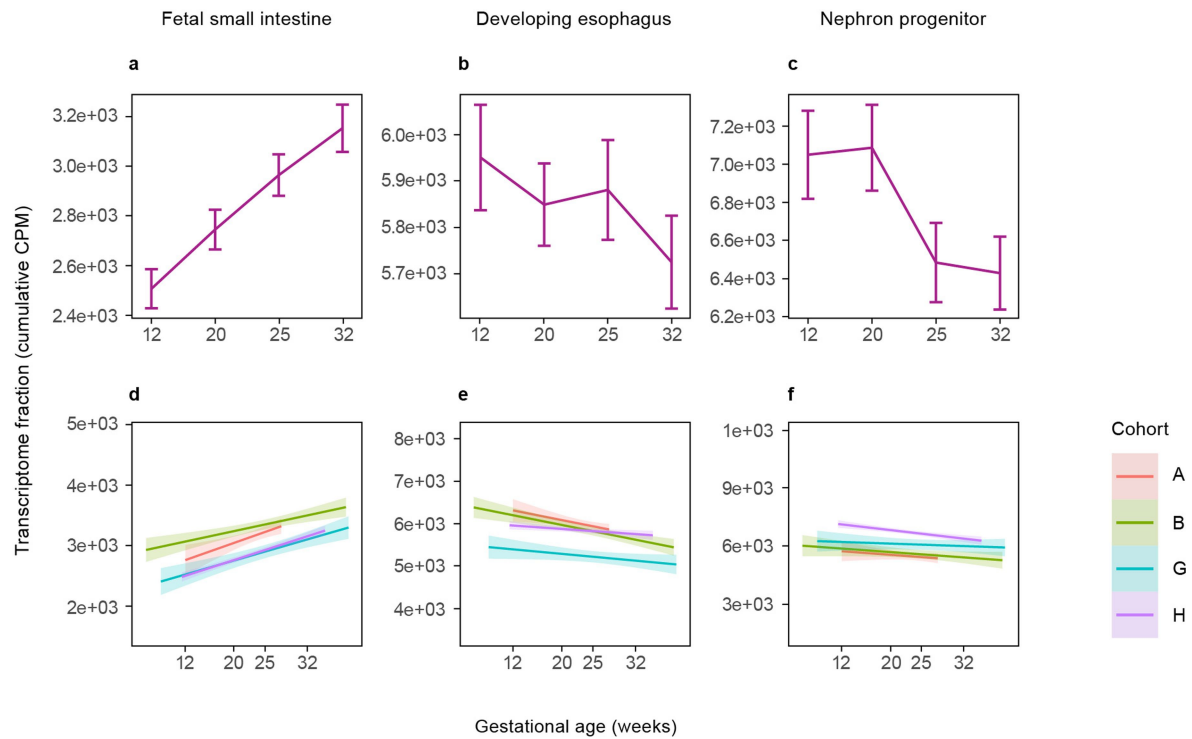 Fetal small intestine
Developing esophagus
Nephron progenitor
a
b
c
3.2e+03
3.0e+03
2.8e+03
2.6e+03
2.4e+03
12 20 25 32
6.0e+03
5.9e+03
5.8e+03
5.7e+03
12 20 25 32
7.2e+03
7.0e+03
6.8e+03
6.6e+03
6.4e+03
6.2e+03
12 20 25 32
Transcriptome fraction (cumulative CPM)
d
e
f
5e+03
4e+03
3e+03
2e+03
12 20 25 32
8e+03
7e+03
6e+03
5e+03
4e+03
12 20 25 32
1e+03
9e+03
6e+03
3e+03
12 20 25 32
Cohort
A
B
G
H
Gestational age (weeks)